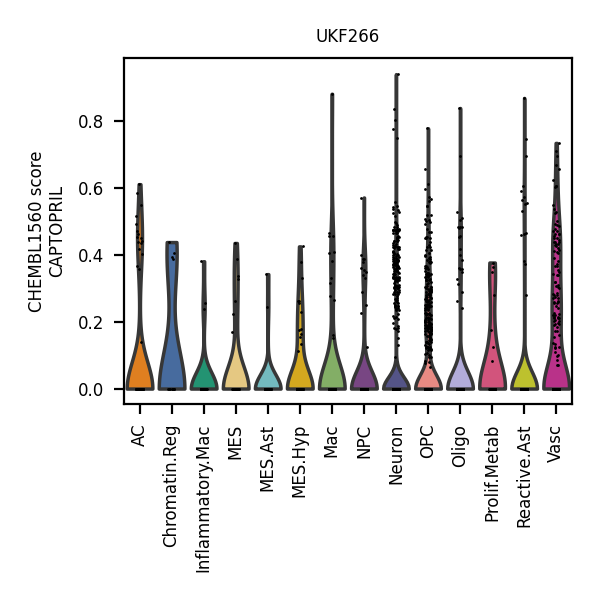 UKF266
CHEMBL1560 score
CAPTOPRIL
0.8
0.6
0.4
0.2
0.0
AC
Chromatin.Reg
Inflammatory.Mac
MES
MES.Ast
MES.Hyp
Mac
NPC
Neuron
OPC
Oligo
Prolif.Metab
Reactive.Ast
Vasc